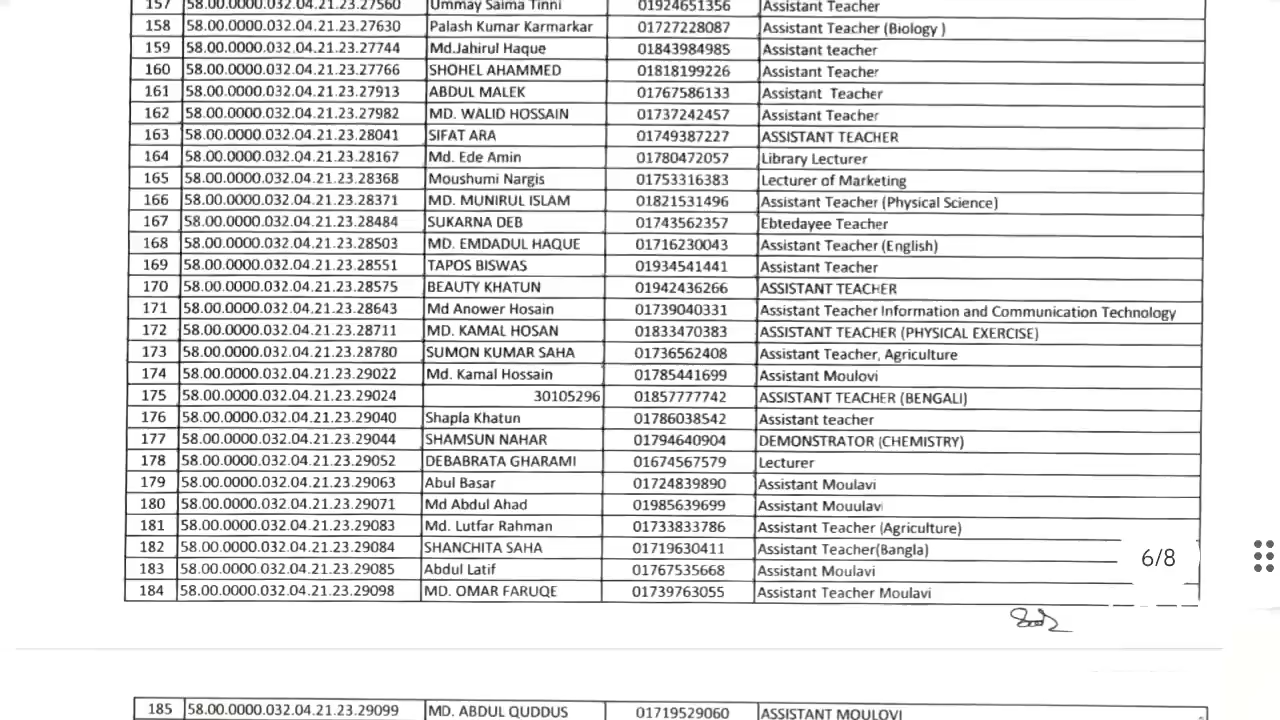 157 58.00.0000.032.04.21.23.27560 Ummay Saima Tinni 01924651356 Assistant Teacher
158 58.00.0000.032.04.21.23.27630 Palash Kumar Karmarkar 01727228087 Assistant Teacher (Biology )
159 58.00.0000.032.04.21.23.27744 Md.Jahirul Haque 01843984985 Assistant teacher
160 58.00.0000.032.04.21.23.27766 SHOHEL AHAMMED 01818199226 Assistant Teacher
161 58.00.0000.032.04.21.23.27913 ABDUL MALEK 01767586133 Assistant Teacher
162 58.00.0000.032.04.21.23.27982 MD. WALID HOSSAIN 01737242457 Assistant Teacher
163 58.00.0000.032.04.21.23.28041 SIFAT ARA 01749387227 ASSISTANT TEACHER
164 58.00.0000.032.04.21.23.28167 Md. Ede Amin 01780472057 Library Lecturer
165 58.00.0000.032.04.21.23.28368 Moushumi Nargis 01753316383 Lecturer of Marketing
166 58.00.0000.032.04.21.23.28371 MD. MUNIRUL ISLAM 01821531496 Assistant Teacher (Physical Science)
167 58.00.0000.032.04.21.23.28484 SUKARNA DEB 01743562357 Ebtedayee Teacher
168 58.00.0000.032.04.21.23.28503 MD. EMDADUL HAQUE 01716230043 Assistant Teacher (English)
169 58.00.0000.032.04.21.23.28551 TAPOS BISWAS 01934541441 Assistant Teacher
170 58.00.0000.032.04.21.23.28575 BEAUTY KHATUN 01942436266 ASSISTANT TEACHER
171 58.00.0000.032.04.21.23.28643 Md Anower Hosain 01739040331 Assistant Teacher Information and Communication Technology
172 58.00.0000.032.04.21.23.28711 MD. KAMAL HOSAN 01833470383 ASSISTANT TEACHER (PHYSICAL EXERCISE)
173 58.00.0000.032.04.21.23.28780 SUMON KUMAR SAHA 01736562408 Assistant Teacher, Agriculture
174 58.00.0000.032.04.21.23.29022 Md. Kamal Hossain 01785441699 Assistant Moulovi
175 58.00.0000.032.04.21.23.29024 30105296 01857777742 ASSISTANT TEACHER (BENGALI)
176 58.00.0000.032.04.21.23.29040 Shapla Khatun 01786038542 Assistant teacher
177 58.00.0000.032.04.21.23.29044 SHAMSUN NAHAR 01794640904 DEMONSTRATOR (CHEMISTRY)
178 58.00.0000.032.04.21.23.29052 DEBABRATA GHARAMI 01674567579 Lecturer
179 58.00.0000.032.04.21.23.29063 Abul Basar 01724839890 Assistant Moulavi
180 58.00.0000.032.04.21.23.29071 Md Abdul Ahad 01985639699 Assistant Mouulavi
181 58.00.0000.032.04.21.23.29083 Md. Lutfar Rahman 01733833786 Assistant Teacher (Agriculture)
182 58.00.0000.032.04.21.23.29084 SHANCHITA SAHA 01719630411 Assistant Teacher(Bangla)
183 58.00.0000.032.04.21.23.29085 Abdul Latif 01767535668 Assistant Moulavi
184 58.00.0000.032.04.21.23.29098 MD. OMAR FARUQE 01739763055 Assistant Teacher Moulavi
6/8
185 58.00.0000.032.04.21.23.29099 MD. ABDUL QUDDUS 01719529060 ASSISTANT MOULOVI